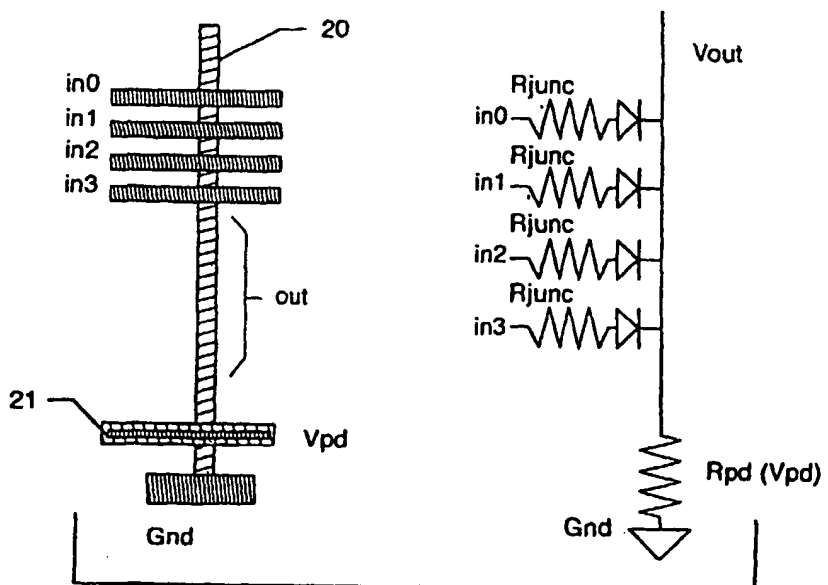 20
in0
in1
in2
in3
out
21
Vpd
Gnd
Vout
Rjunc
in0
Rjunc
in1
Rjunc
in2
Rjunc
in3
Rpd (Vpd)
Gnd